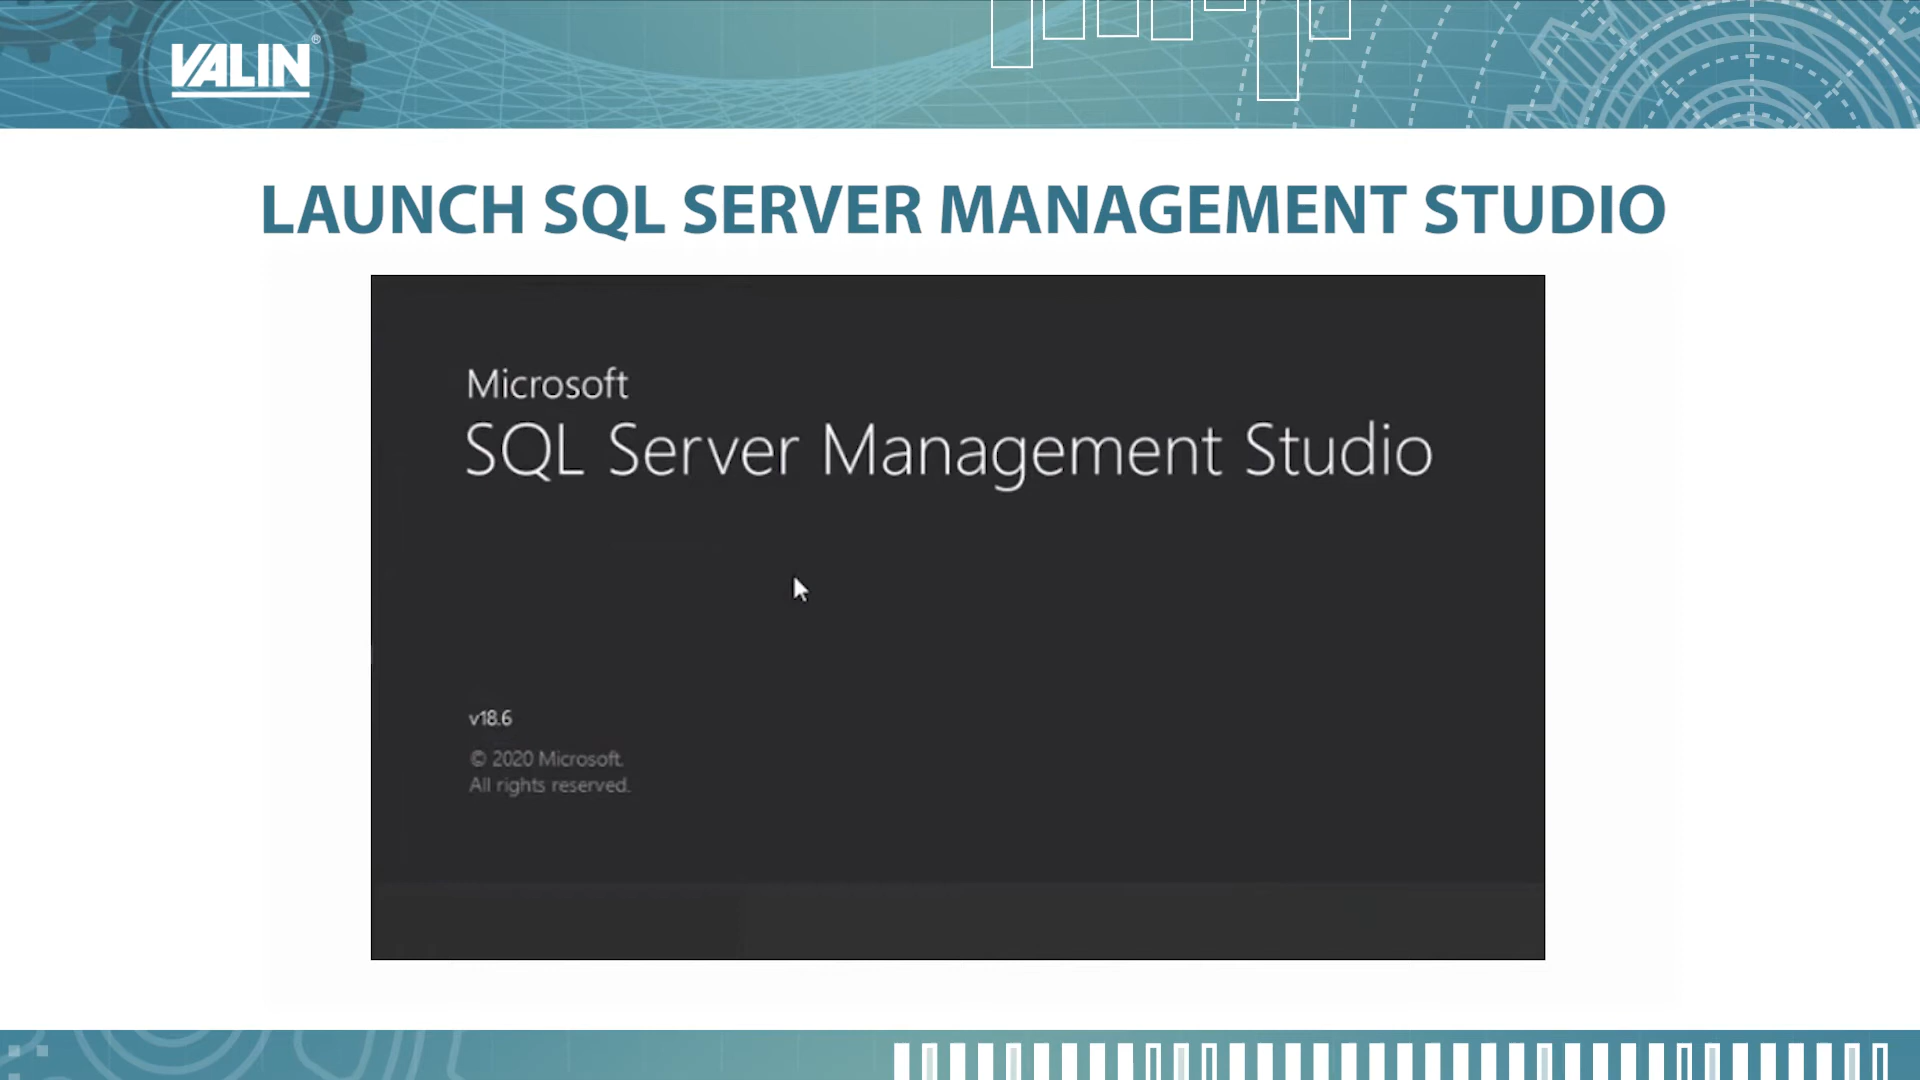 VALIN®
LAUNCH SQL SERVER MANAGEMENT STUDIO
Microsoft
SQL Server Management Studio
v18.6
© 2020 Microsoft.
All rights reserved.